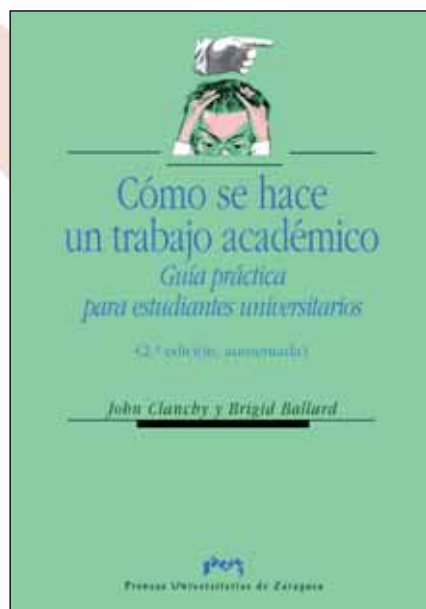 Cómo se hace
un trabajo académico
Guía práctica
para estudiantes universitarios
(2.ª edición, aumentada)
John Clanchy y Brigid Ballard
Prensas Universitarias de Zaragoza